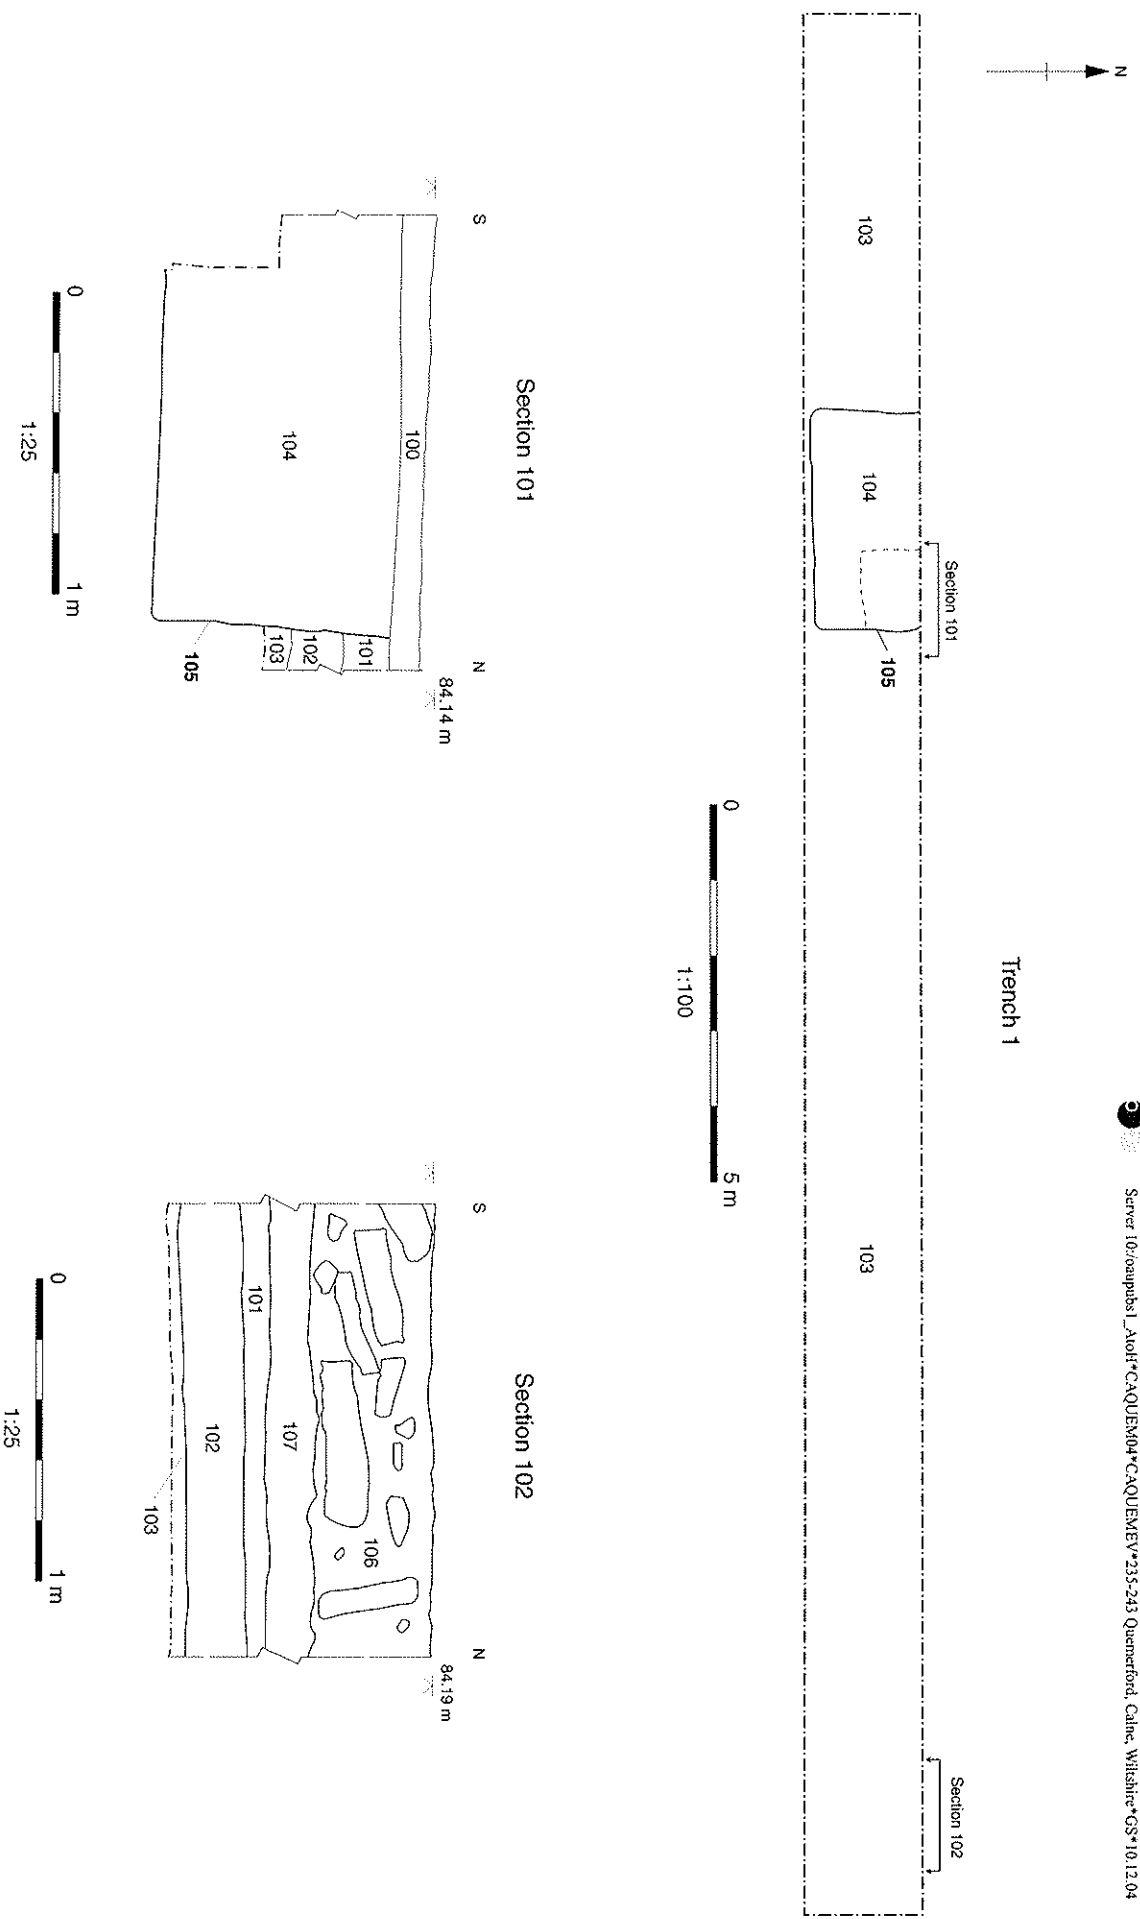 Server 10:/oaupubs1_AtoH*CAQUEM04*CAQUEMEV*235-243 Quemerford, Calne, Wiltshire*GS*10.12.04
Trench 1
N
Section 101
Section 102
103
104
105
103
0
5 m
1:100
Section 101
S
N
84.14 m
100
104
101
102
103
105
0
1 m
1:25
Section 102
S
N
84.19 m
106
107
101
102
103
0
1 m
1:25